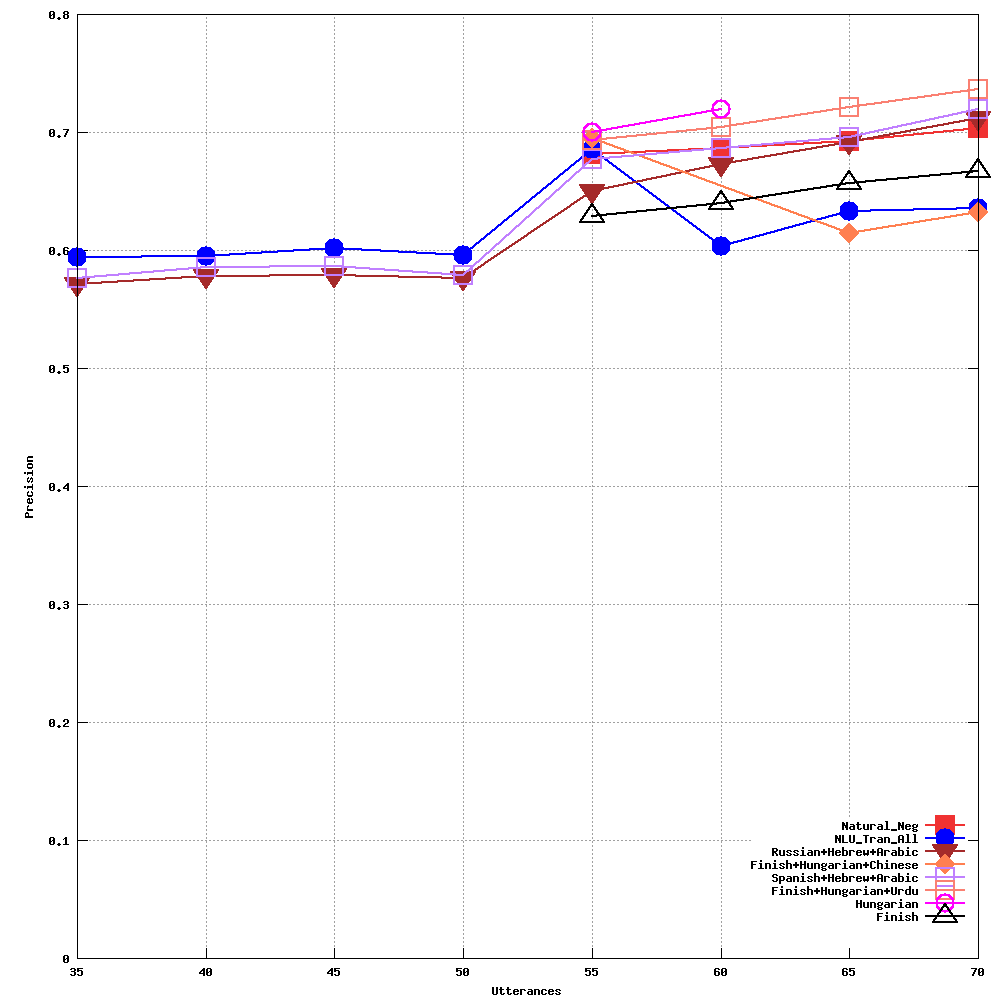 0.8
0.7
0.6
0.5
0.4
0.3
0.2
0.1
0
Precision
35 40 45 50 55 60 65 70
Utterances
Natural_Neg
NLU_Tran_All
Russian+Hebrew+Arabic
Finish+Hungarian+Chinese
Spanish+Hebrew+Arabic
Finish+Hungarian+Urdu
Hungarian
Finish